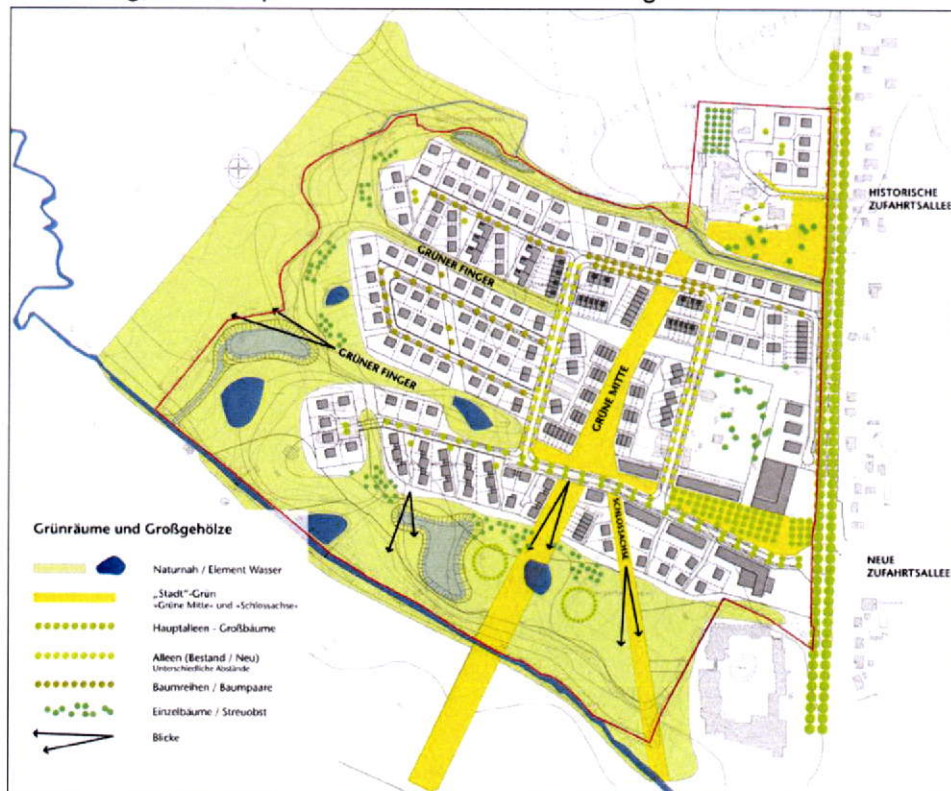 HISTORISCHE
ZUFAHRTSALLEE
GRÜNER FINGER
GRÜNER FINGER
GRÜNE MITTE
SCHLOSSACHSE
NEUE
ZUFAHRTSALLEE
Grünräume und Großgehölze
Naturnah / Element Wasser
„Stadt"-Grün
»Grüne Mitte« und »Schlossachse«
Hauptalleen - Großbäume
Alleen (Bestand / Neu)
Unterschiedliche Abstände
Baumreihen / Baumpaare
Einzelbäume / Streuobst
Blicke